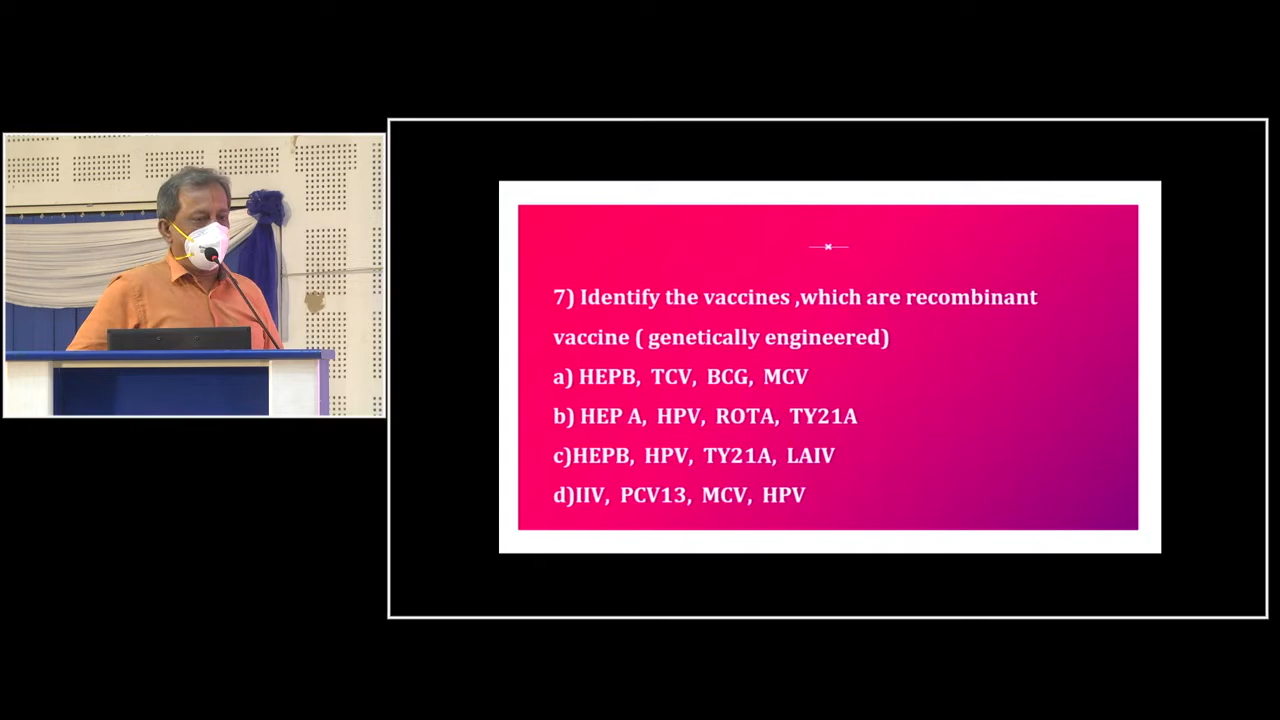 7) Identify the vaccines ,which are recombinant
vaccine ( genetically engineered)
a) HEPB, TCV, BCG, MCV
b) HEP A, HPV, ROTA, TY21A
c)HEPB, HPV, TY21A, LAIV
d)IIV, PCV13, MCV, HPV